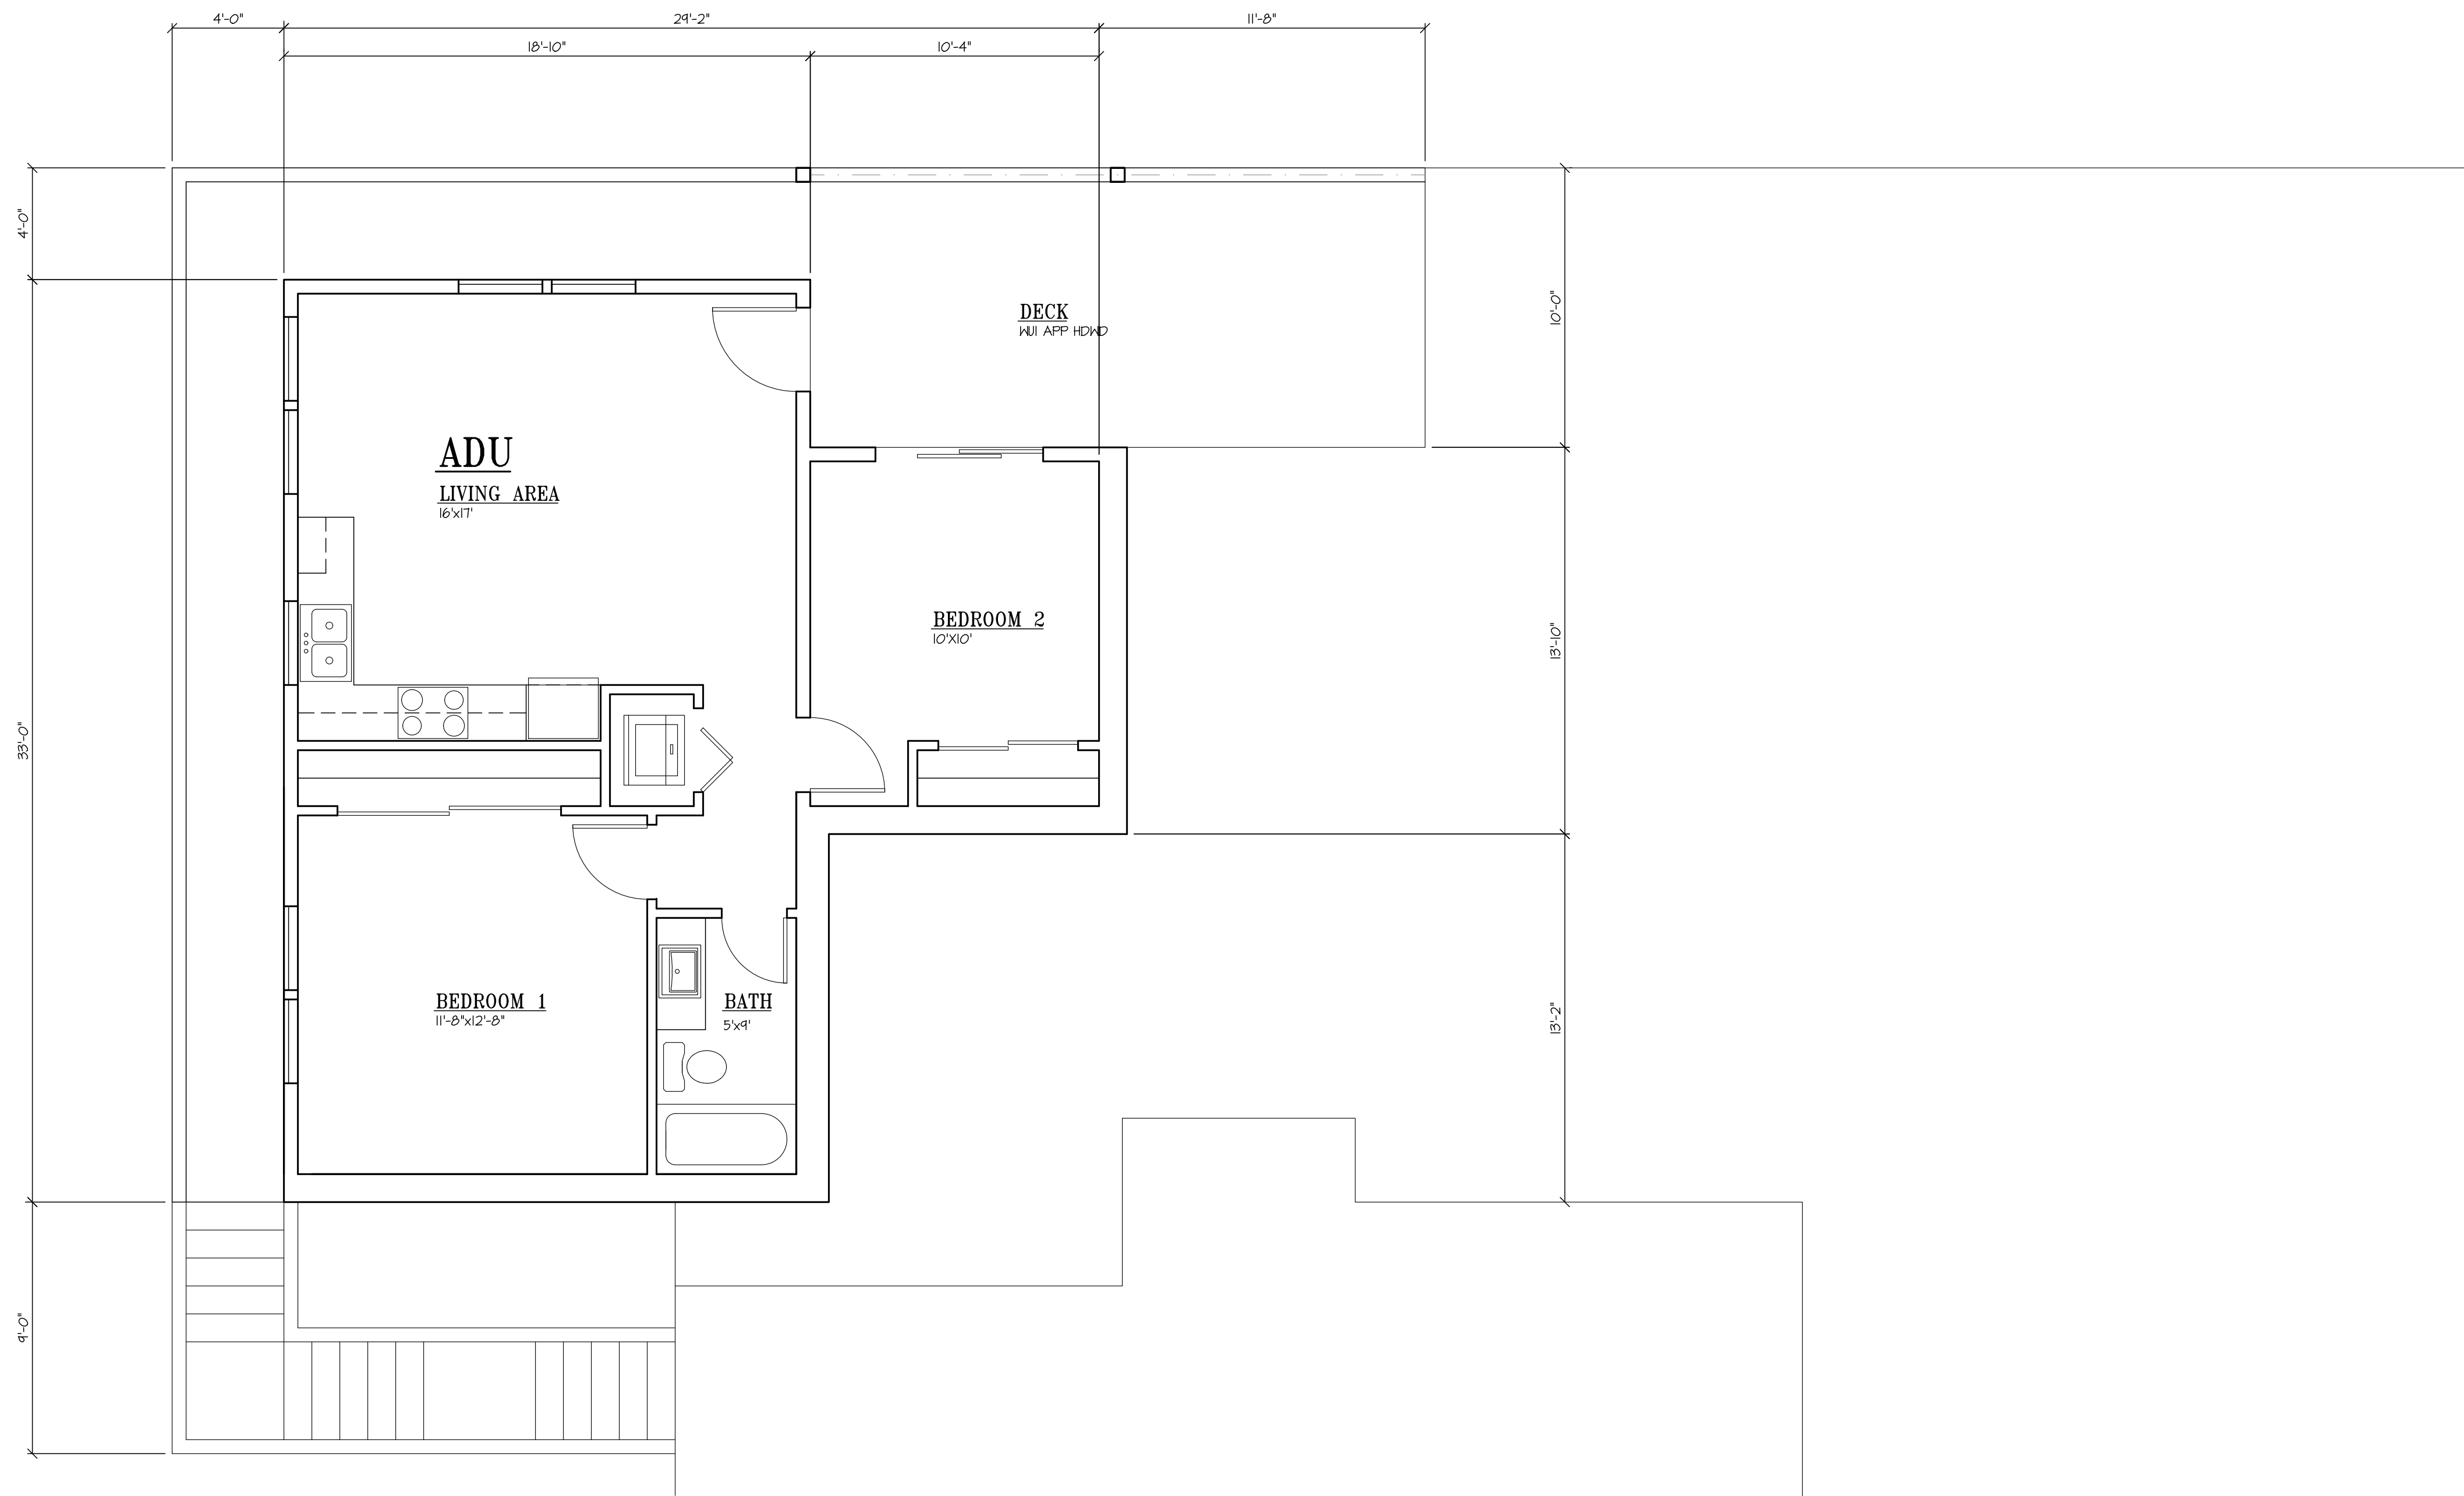 4'-0" 29'-2" 11'-8"
18'-10" 10'-4"
4'-0"
10'-0"
DECK
WUI APP HDWD
ADU
LIVING AREA
16'x17'
BEDROOM 2
10'X10'
13'-10"
33'-0"
BEDROOM 1
11'-8"x12'-8"
BATH
5'x9'
13'-2"
9'-0"